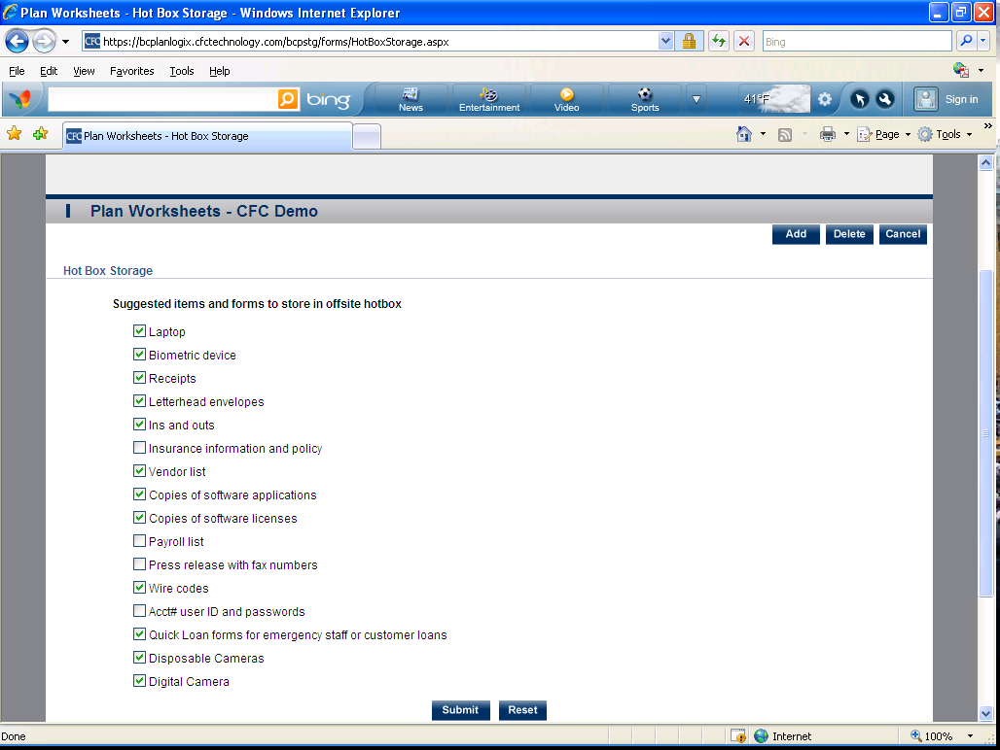 Plan Worksheets - Hot Box Storage - Windows Internet Explorer
CFC https://bcplanlogix.cfctechnology.com/bcpstg/forms/HotBoxStorage.aspx Bing
File Edit View Favorites Tools Help
bing News Entertainment Video Sports 41°F Sign in
CFC Plan Worksheets - Hot Box Storage Page Tools »
Plan Worksheets - CFC Demo
Add Delete Cancel
Hot Box Storage
Suggested items and forms to store in offsite hotbox
Laptop
Biometric device
Receipts
Letterhead envelopes
Ins and outs
Insurance information and policy
Vendor list
Copies of software applications
Copies of software licenses
Payroll list
Press release with fax numbers
Wire codes
Acct# user ID and passwords
Quick Loan forms for emergency staff or customer loans
Disposable Cameras
Digital Camera
Submit Reset
Done Internet 100%